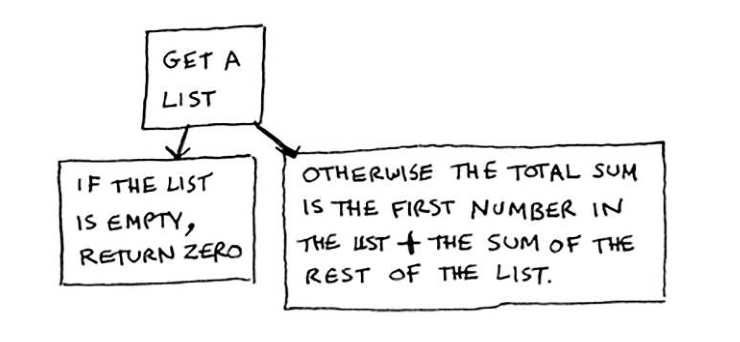 GET A
LIST
IF THE LIST
IS EMPTY,
RETURN ZERO
OTHERWISE THE TOTAL SUM
IS THE FIRST NUMBER IN
THE LIST + THE SUM OF THE
REST OF THE LIST.